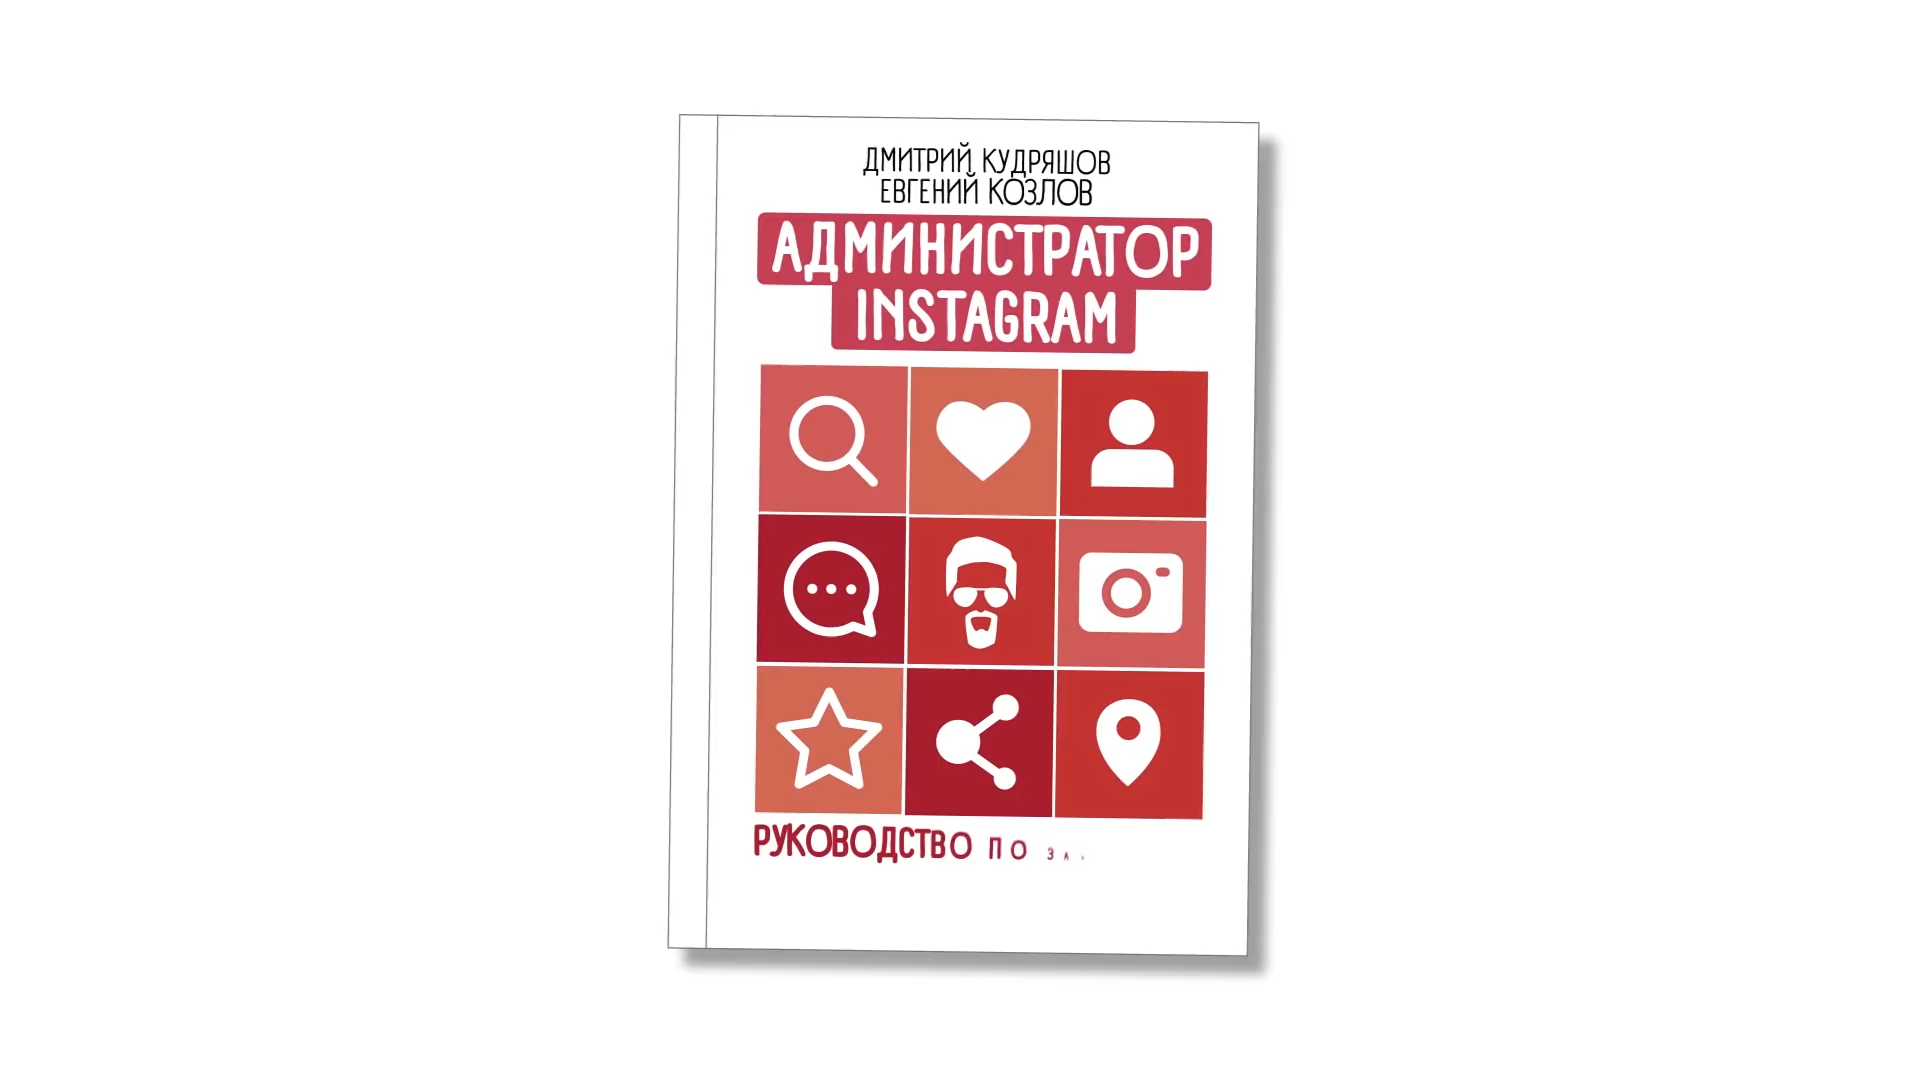 ДМИТРИЙ КУДРЯШОВ
ЕВГЕНИЙ КОЗЛОВ
АДМИНИСТРАТОР
INSTAGRAM
РУКОВОДСТВО ПО